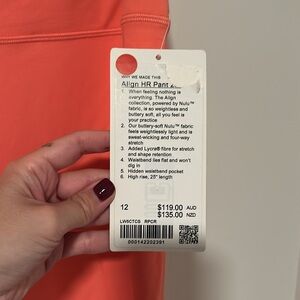 WHY WE MADE THIS
Align HR Pant 2
1. When feeling nothing is
everything. The Align
collection, powered by Nulu™
fabric, is so weightless and
buttery soft, all you feel is
your practice
2. Our buttery-soft Nulu™ fabric
feels weightlessly light and is
sweat-wicking and four-way
stretch
3. Added Lycra® fibre for stretch
and shape retention
4. Waistband lies flat and won't
dig in
5. Hidden waistband pocket
6. High rise, 25" length
12 $119.00 AUD
$135.00 NZD
LW5CTCS RPCR
000142202391